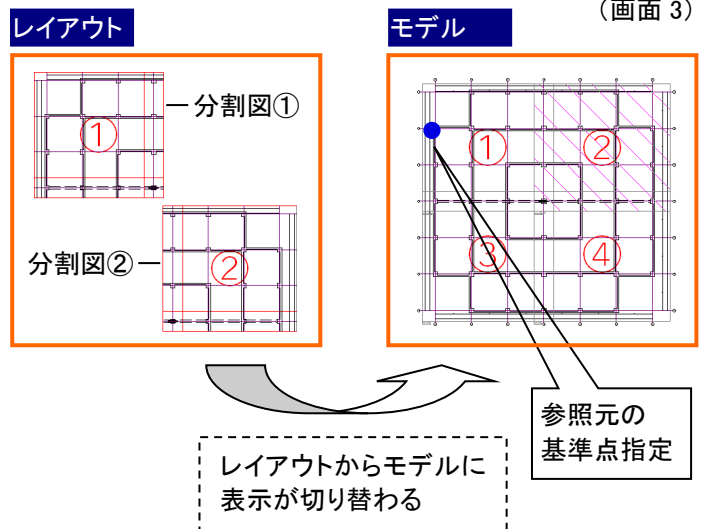 （画面 3）
レイアウト
モデル
分割図①
①
分割図②
②
①
②
③
④
参照元の
基準点指定
レイアウトからモデルに
表示が切り替わる